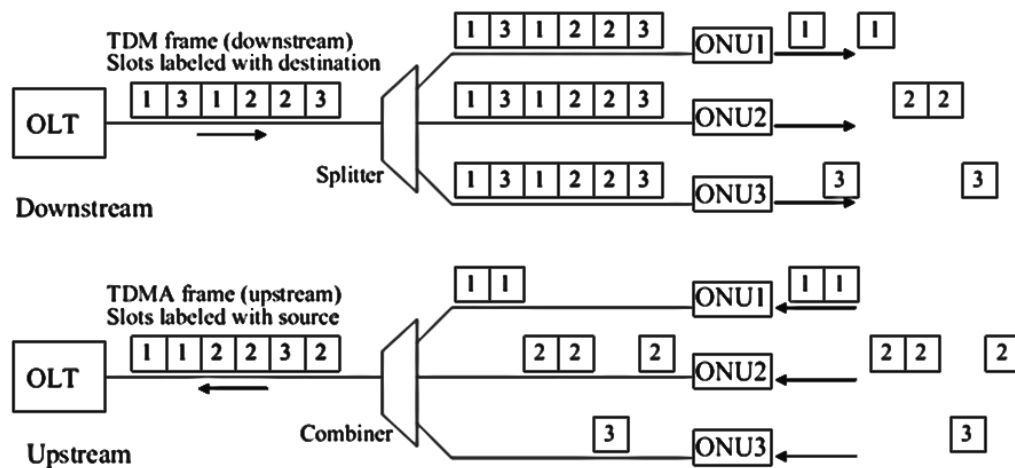 1 3 1 2 2 3 ONU1 1 1
TDM frame (downstream)
Slots labeled with destination
OLT 1 3 1 2 2 3 1 3 1 2 2 3 ONU2 2 2
Splitter
1 3 1 2 2 3 ONU3 3 3
Downstream
1 1 ONU1 1 1
TDMA frame (upstream)
Slots labeled with source
OLT 1 1 2 2 3 2 2 2 2 ONU2 2 2 2
Combiner
3 ONU3 3
Upstream